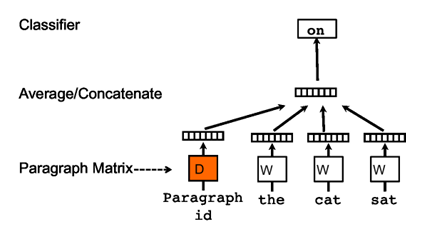 Classifier
on
Average/Concatenate
Paragraph Matrix---->
D
W
W
W
Paragraph
id
the
cat
sat